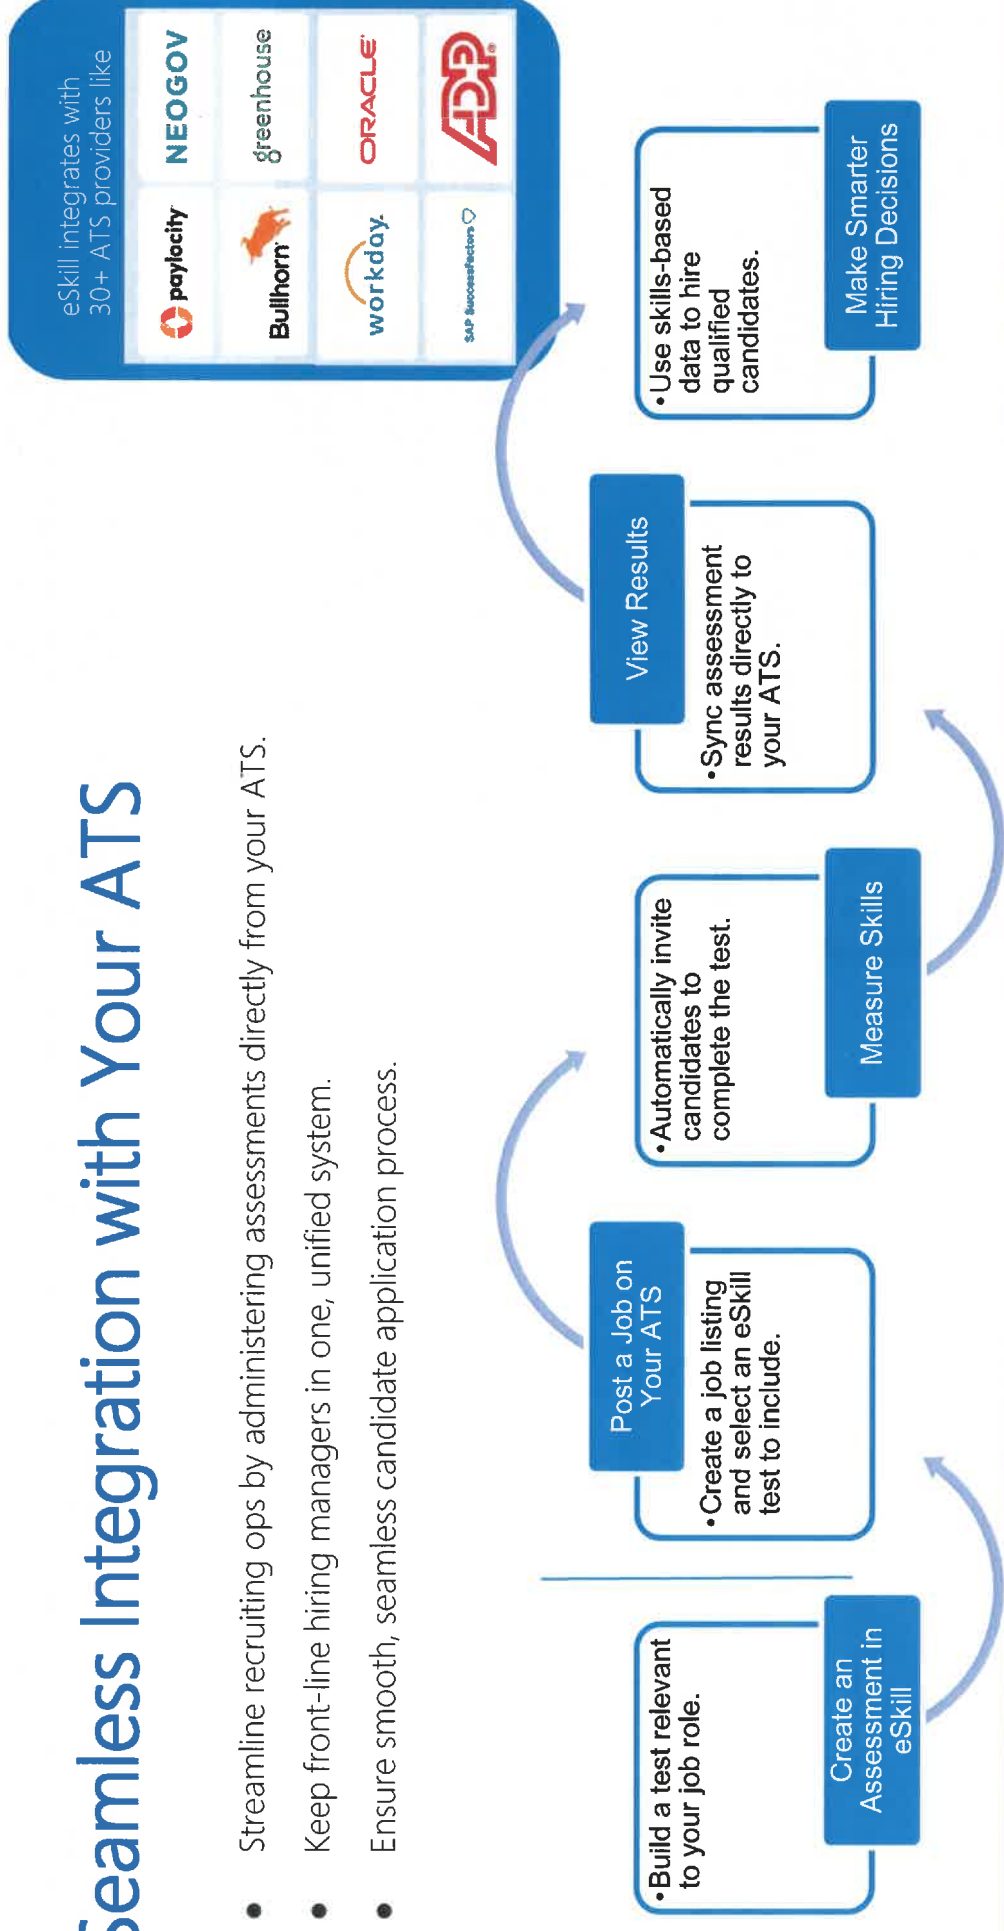 Seamless Integration with Your ATS
• Streamline recruiting ops by administering assessments directly from your ATS.
• Keep front-line hiring managers in one, unified system.
• Ensure smooth, seamless candidate application process.
eSkill integrates with
30+ ATS providers like
paylocity
NEOGOV
Bullhorn
greenhouse
workday.
ORACLE
SAP SuccessFactors
ADP
•Build a test relevant
to your job role.
Create an
Assessment in
eSkill
Post a Job on
Your ATS
•Create a job listing
and select an eSkill
test to include.
•Automatically invite
candidates to
complete the test.
Measure Skills
View Results
•Sync assessment
results directly to
your ATS.
•Use skills-based
data to hire
qualified
candidates.
Make Smarter
Hiring Decisions